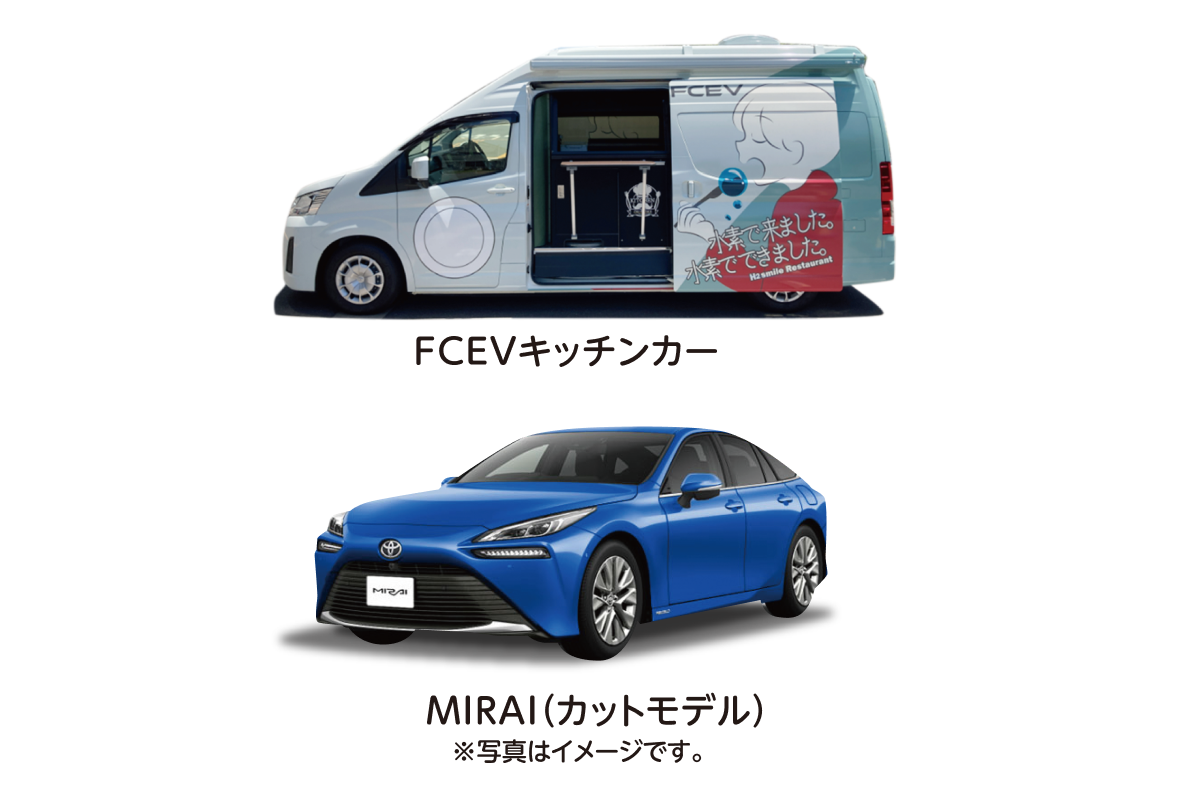 FCEV
水素で来ました。
水素でできました。
H2 smile Restaurant
FCEVキッチンカー
MIRAI
MIRAI(カットモデル)
※写真はイメージです。